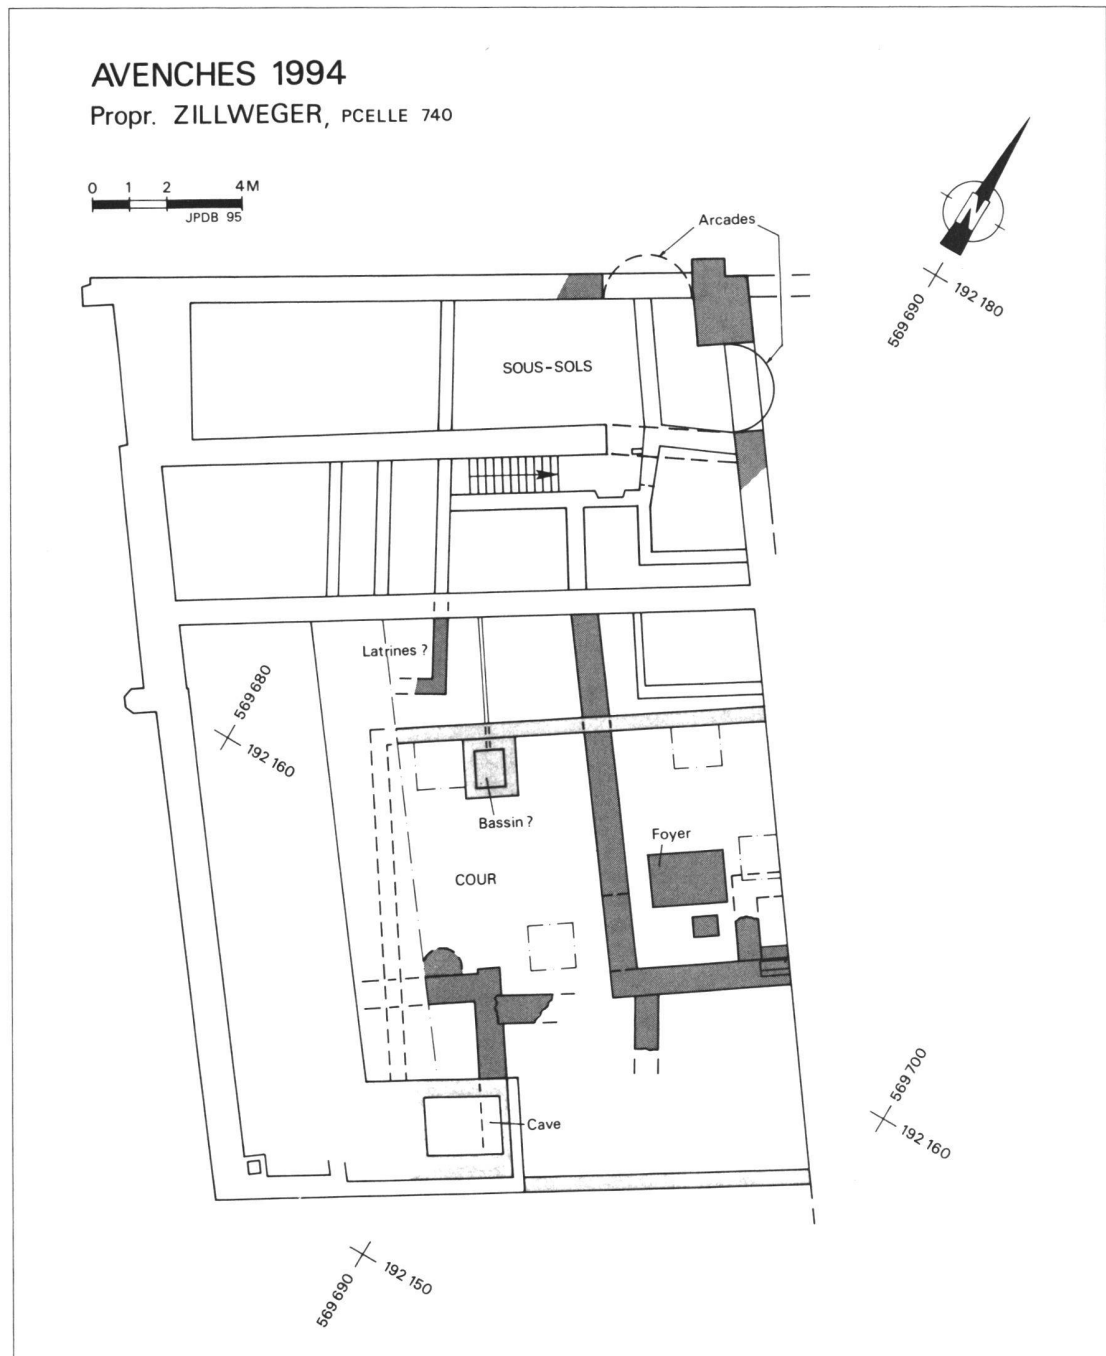 AVENCHES 1994
Propr. ZILLWEGER, PCELLE 740
0 1 2 4M
JPDB 95
N
Arcades
569 690
192 180
SOUS-SOLS
Latrines ?
569 680
192 160
Bassin ?
Foyer
COUR
569 700
192 160
Cave
569 690
192 150